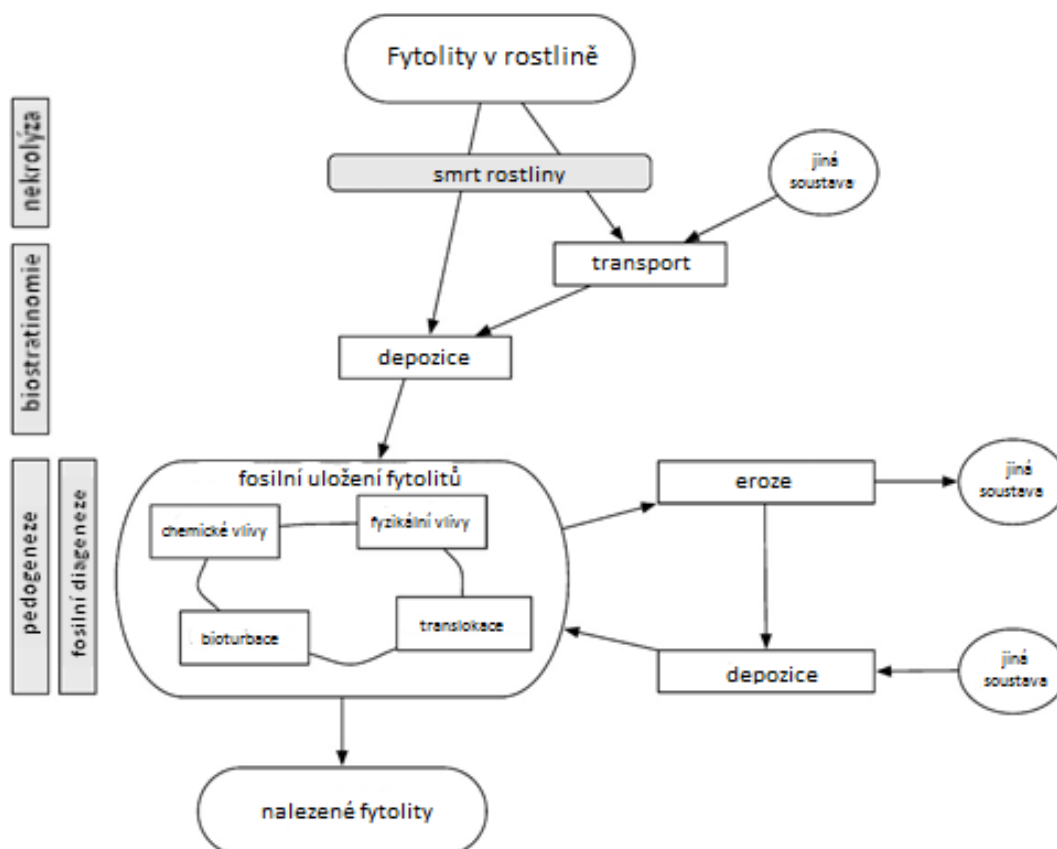 Fytolity v rostlině
nekrolýza
smrt rostliny
jiná
soustava
transport
biostratinomie
depozice
pedogeneze
fosilní diageneze
fosilní uložení fytolitů
chemické vlivy
fyzikální vlivy
bioturbace
translokace
eroze
jiná
soustava
depozice
jiná
soustava
nalezené fytolity